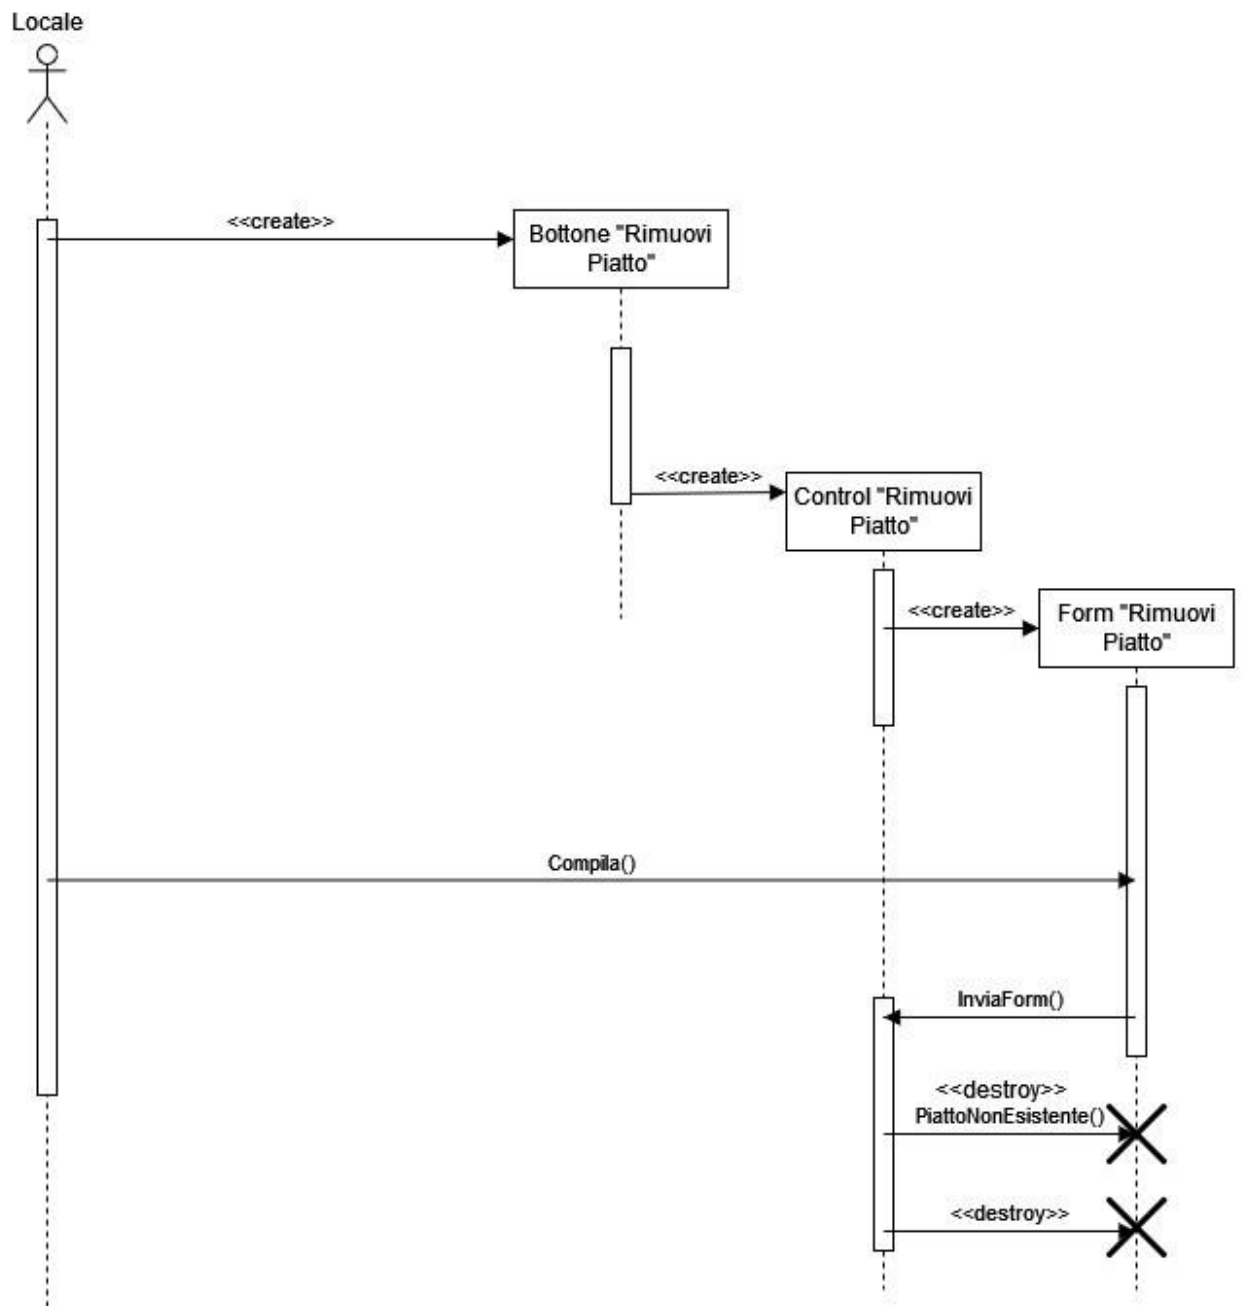 Locale
<<create>>
Bottone "Rimuovi
Piatto"
<<create>>
Control "Rimuovi
Piatto"
<<create>>
Form "Rimuovi
Piatto"
Compila()
InviaForm()
<<destroy>>
PiattoNonEsistente()
<<destroy>>